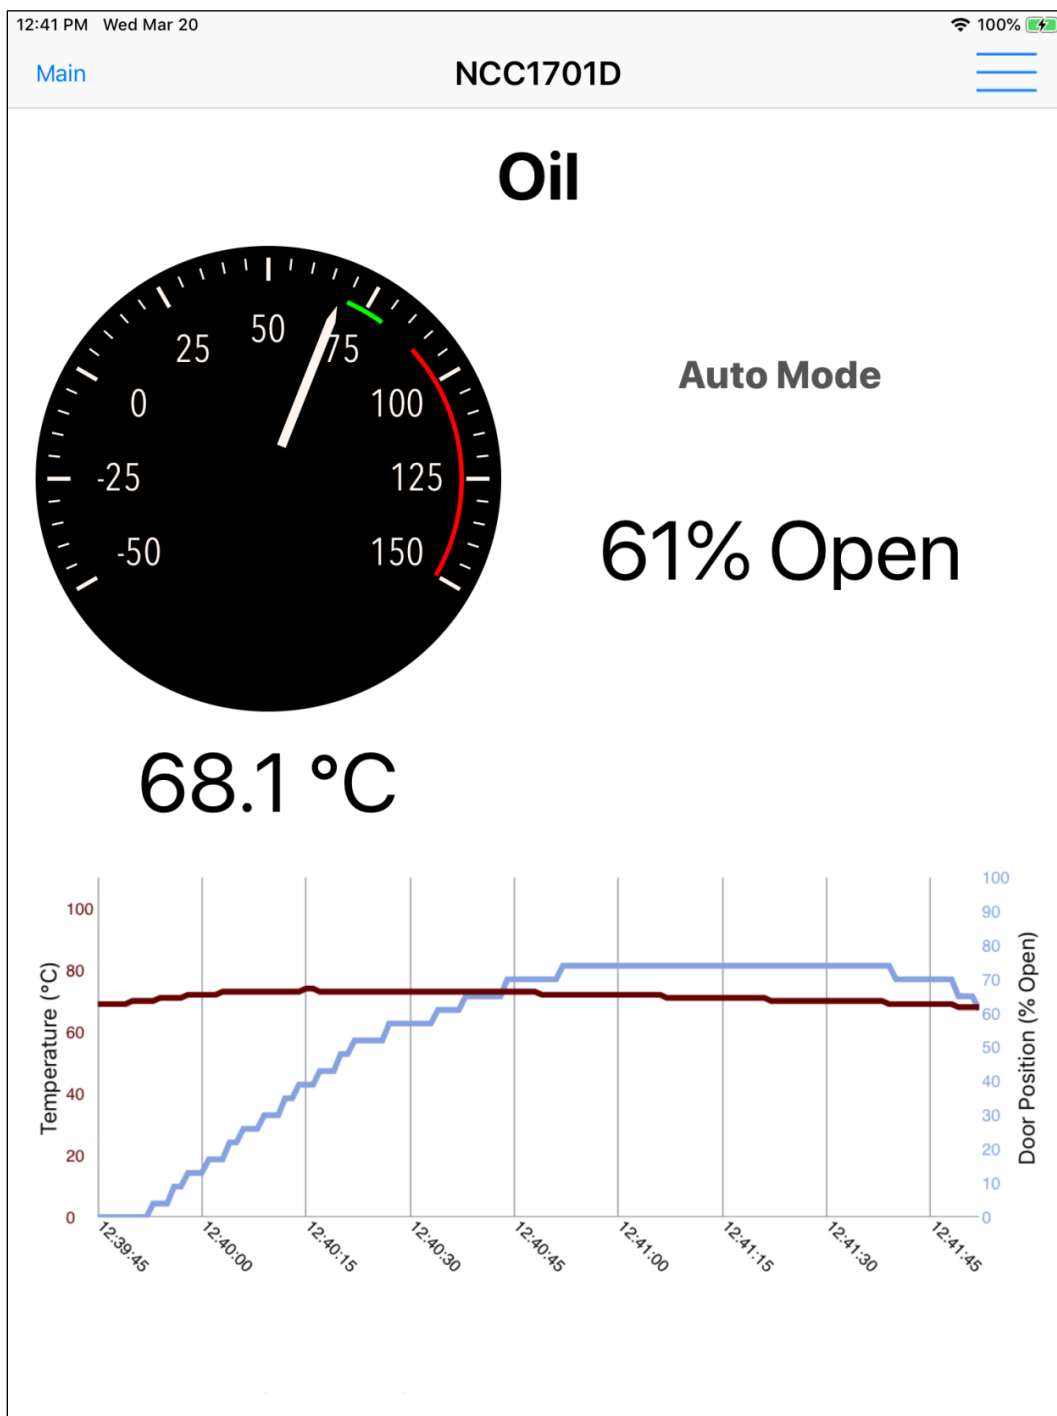 12:41 PM Wed Mar 20 100%
Main NCC1701D
Oil
50
25 75
0 100
-25 125
-50 150
Auto Mode
61% Open
68.1 °C
Temperature (°C)
100
80
60
40
20
0
100
90
80
70
60
50
40
30
20
10
0
Door Position (% Open)
12:39:45 12:40:00 12:40:15 12:40:30 12:40:45 12:41:00 12:41:15 12:41:30 12:41:45